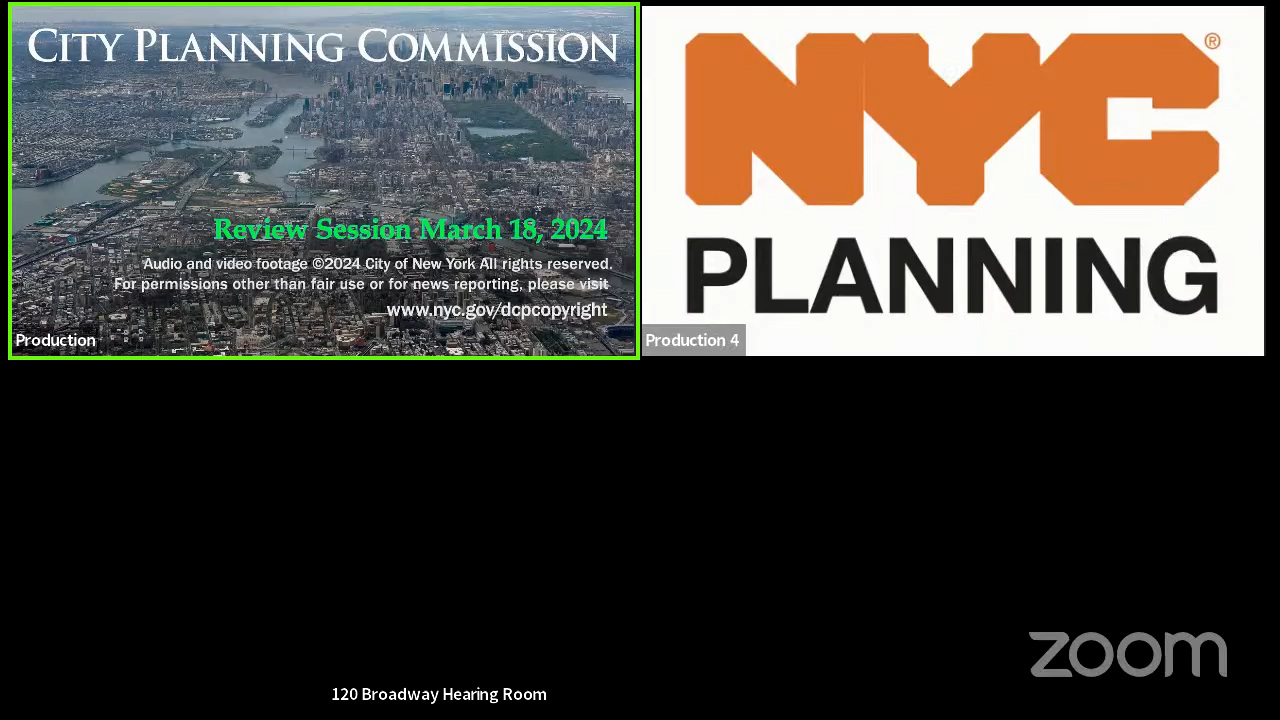 CITY PLANNING COMMISSION
Review Session March 18, 2024
Audio and video footage ©2024 City of New York All rights reserved.
For permissions other than fair use or for news reporting, please visit
www.nyc.gov/dcpcopyright
Production
NYC®
PLANNING
Production 4
120 Broadway Hearing Room
zoom